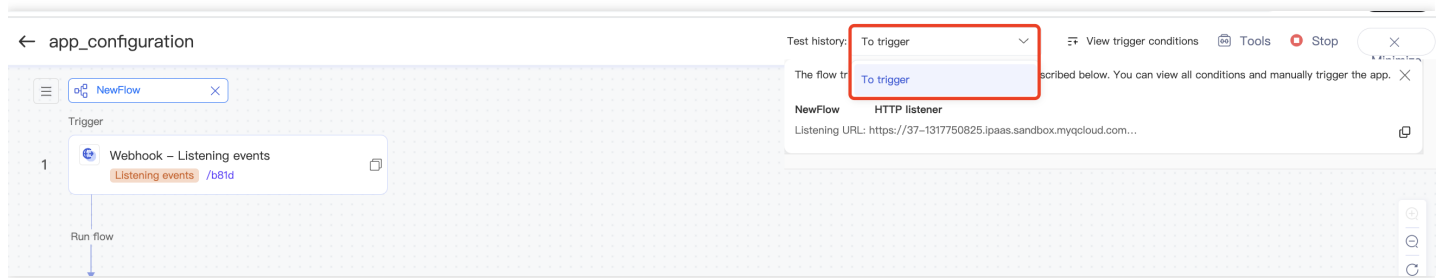 ← app_configuration
Test history: To trigger
View trigger conditions
Tools
Stop
The flow tr
To trigger
scribed below. You can view all conditions and manually trigger the app.
NewFlow
NewFlow HTTP listener
Listening URL: https://37-1317750825.ipaas.sandbox.myqcloud.com...
Trigger
1
Webhook – Listening events
Listening events /b81d
Run flow